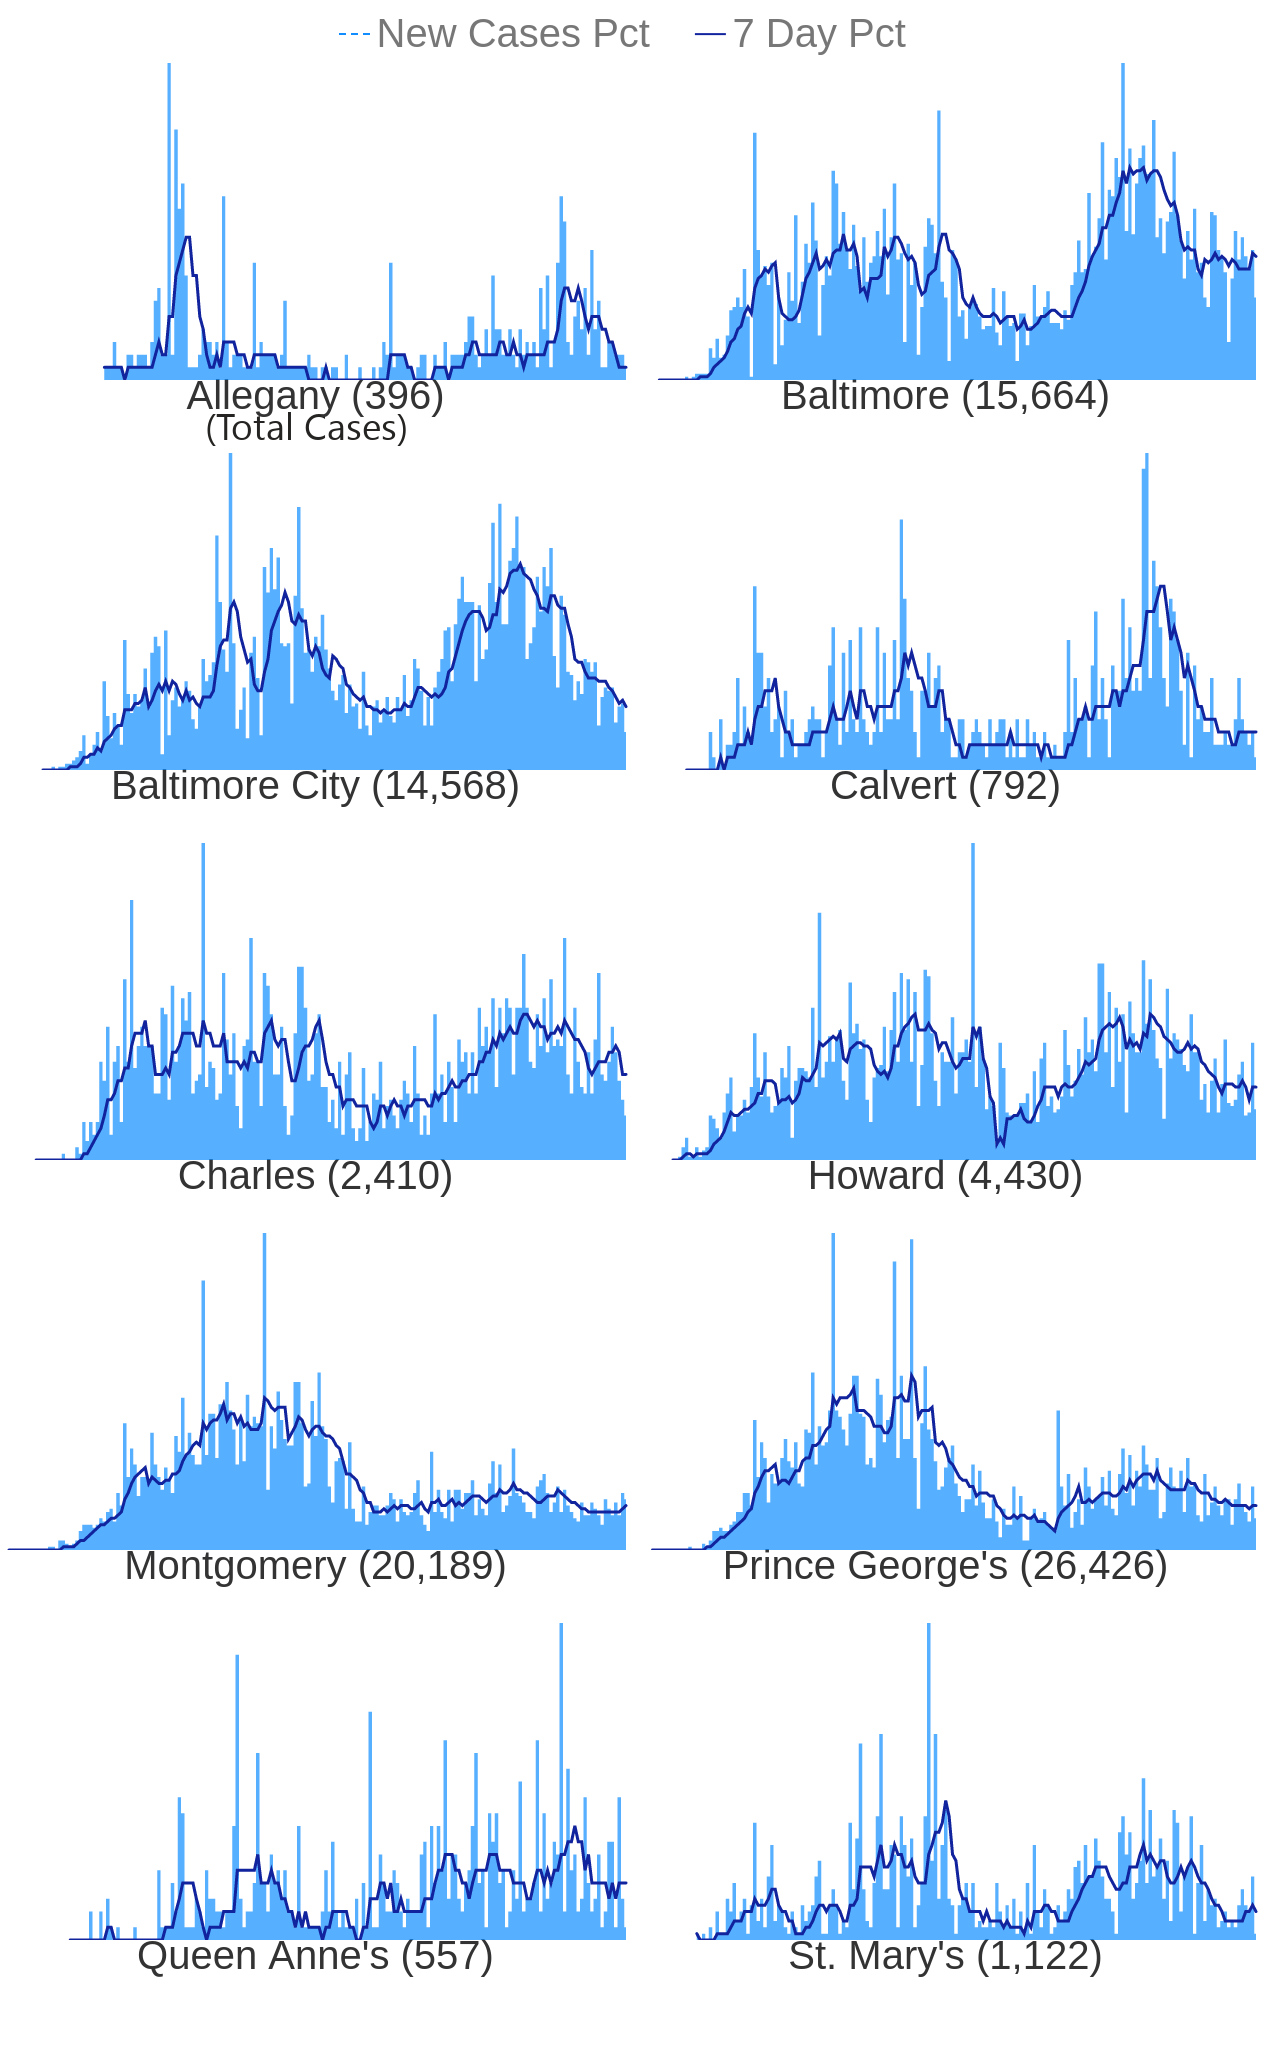 New Cases Pct 7 Day Pct
Allegany (396) Baltimore (15,664)
(Total Cases)
Baltimore City (14,568) Calvert (792)
Charles (2,410) Howard (4,430)
Montgomery (20,189) Prince George's (26,426)
Queen Anne's (557) St. Mary's (1,122)